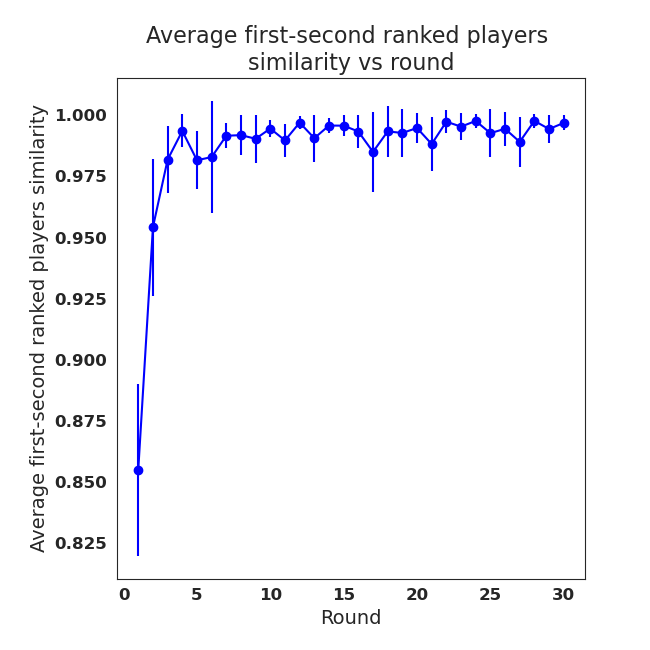 Average first-second ranked players
similarity vs round
Average first-second ranked players similarity
1.000
0.975
0.950
0.925
0.900
0.875
0.850
0.825
0 5 10 15 20 25 30
Round